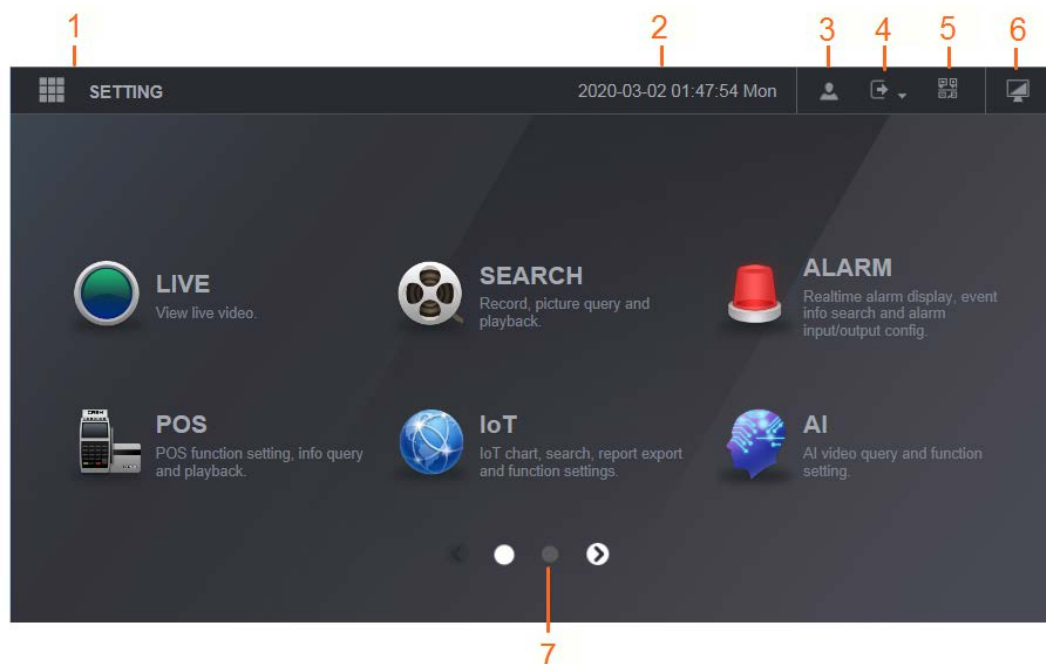 1 2 3 4 5 6
SETTING 2020-03-02 01:47:54 Mon
LIVE
View live video.
SEARCH
Record, picture query and
playback.
ALARM
Realtime alarm display, event
info search and alarm
input/output config.
POS
POS function setting, info query
and playback.
IoT
IoT chart, search, report export
and function settings.
AI
AI video query and function
setting.
7